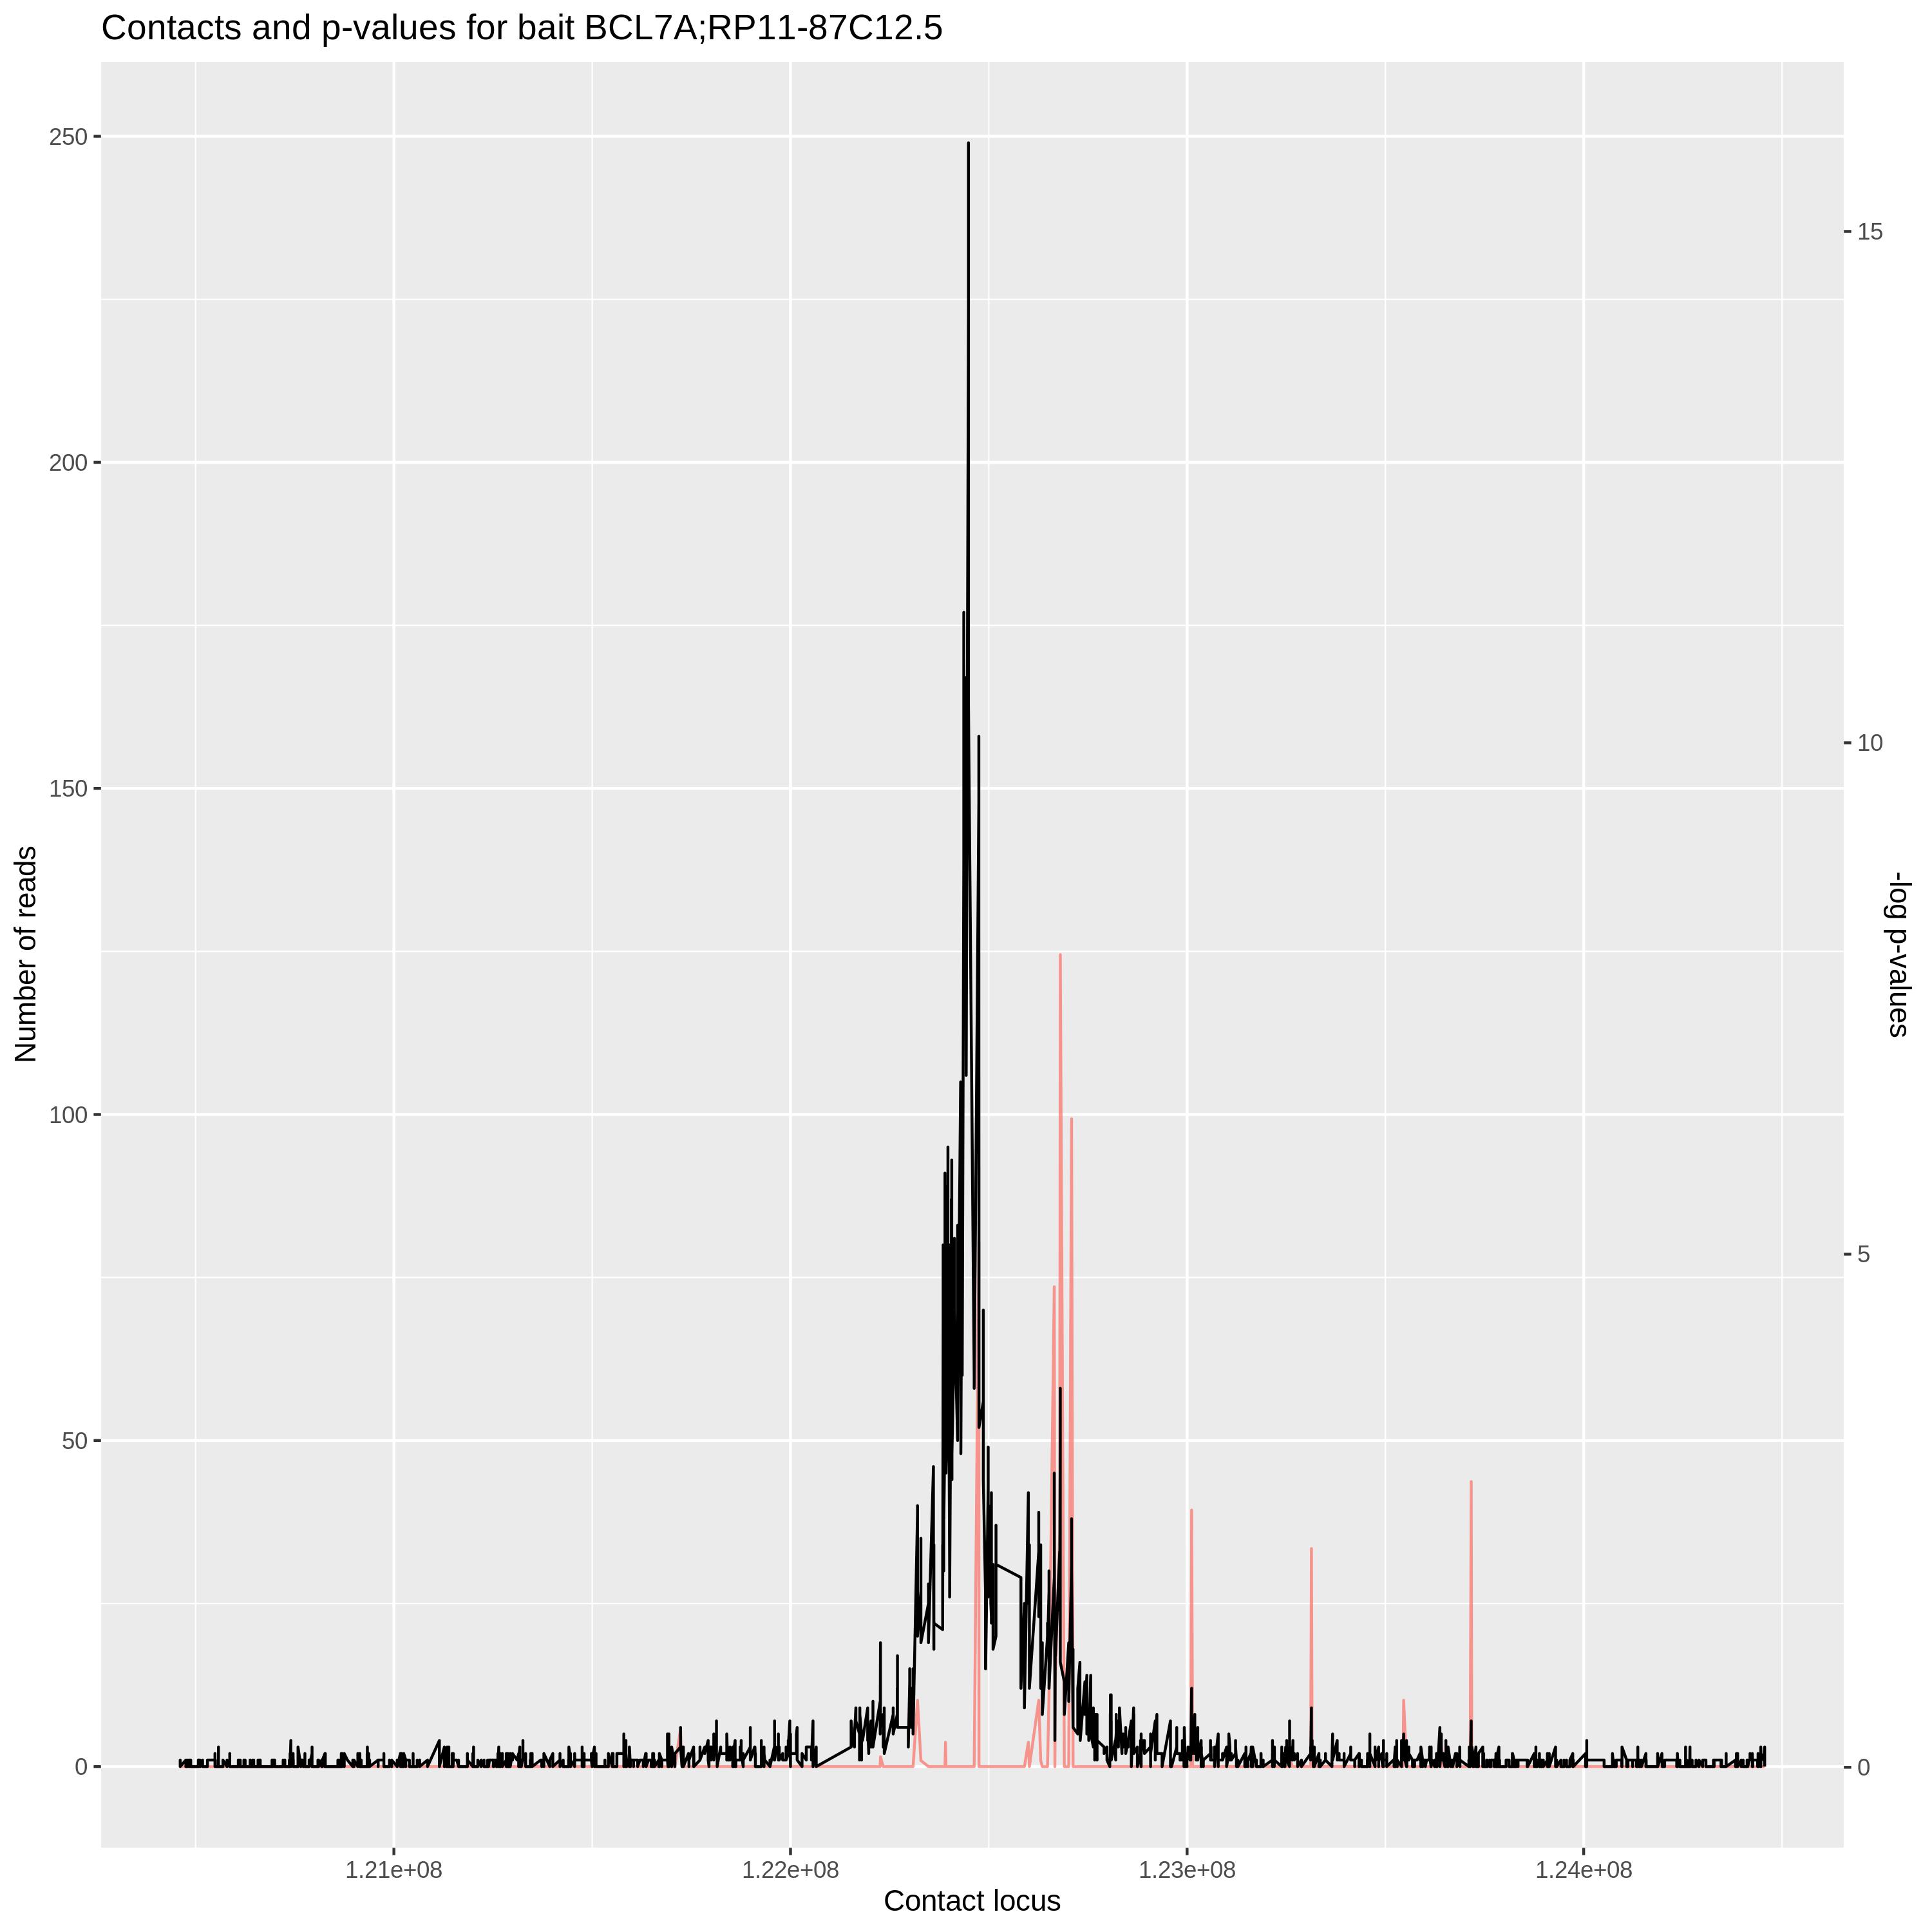 Contacts and p-values for bait BCL7A;RP11-87C12.5
250
200
150
100
50
0
Number of reads
15
10
5
0
-log p-values
1.21e+08
1.22e+08
1.23e+08
1.24e+08
Contact locus